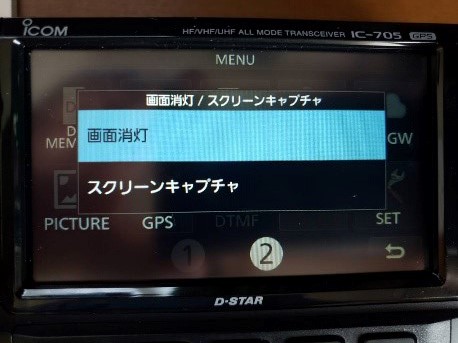 ICOM
HF/VHF/UHF ALL MODE TRANSCEIVER IC-705 GPS
MENU
画面消灯 / スクリーンキャプチャ
画面消灯
D
D
MEM
GW
スクリーンキャプチャ
PICTURE GPS DTMF SET
1 2
D-STAR